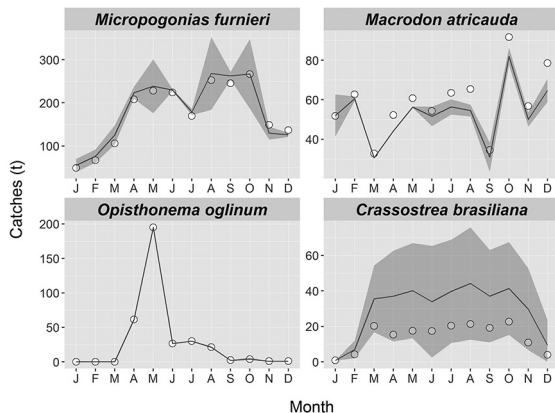 Micropogonias furnieri
Macrodon atricauda
300
200
100
80
60
40
J F M A M J J A S O N D
J F M A M J J A S O N D
Catches (t)
Opisthonema oglinum
Crassostrea brasiliana
200
150
100
50
0
60
40
20
0
J F M A M J J A S O N D
J F M A M J J A S O N D
Month